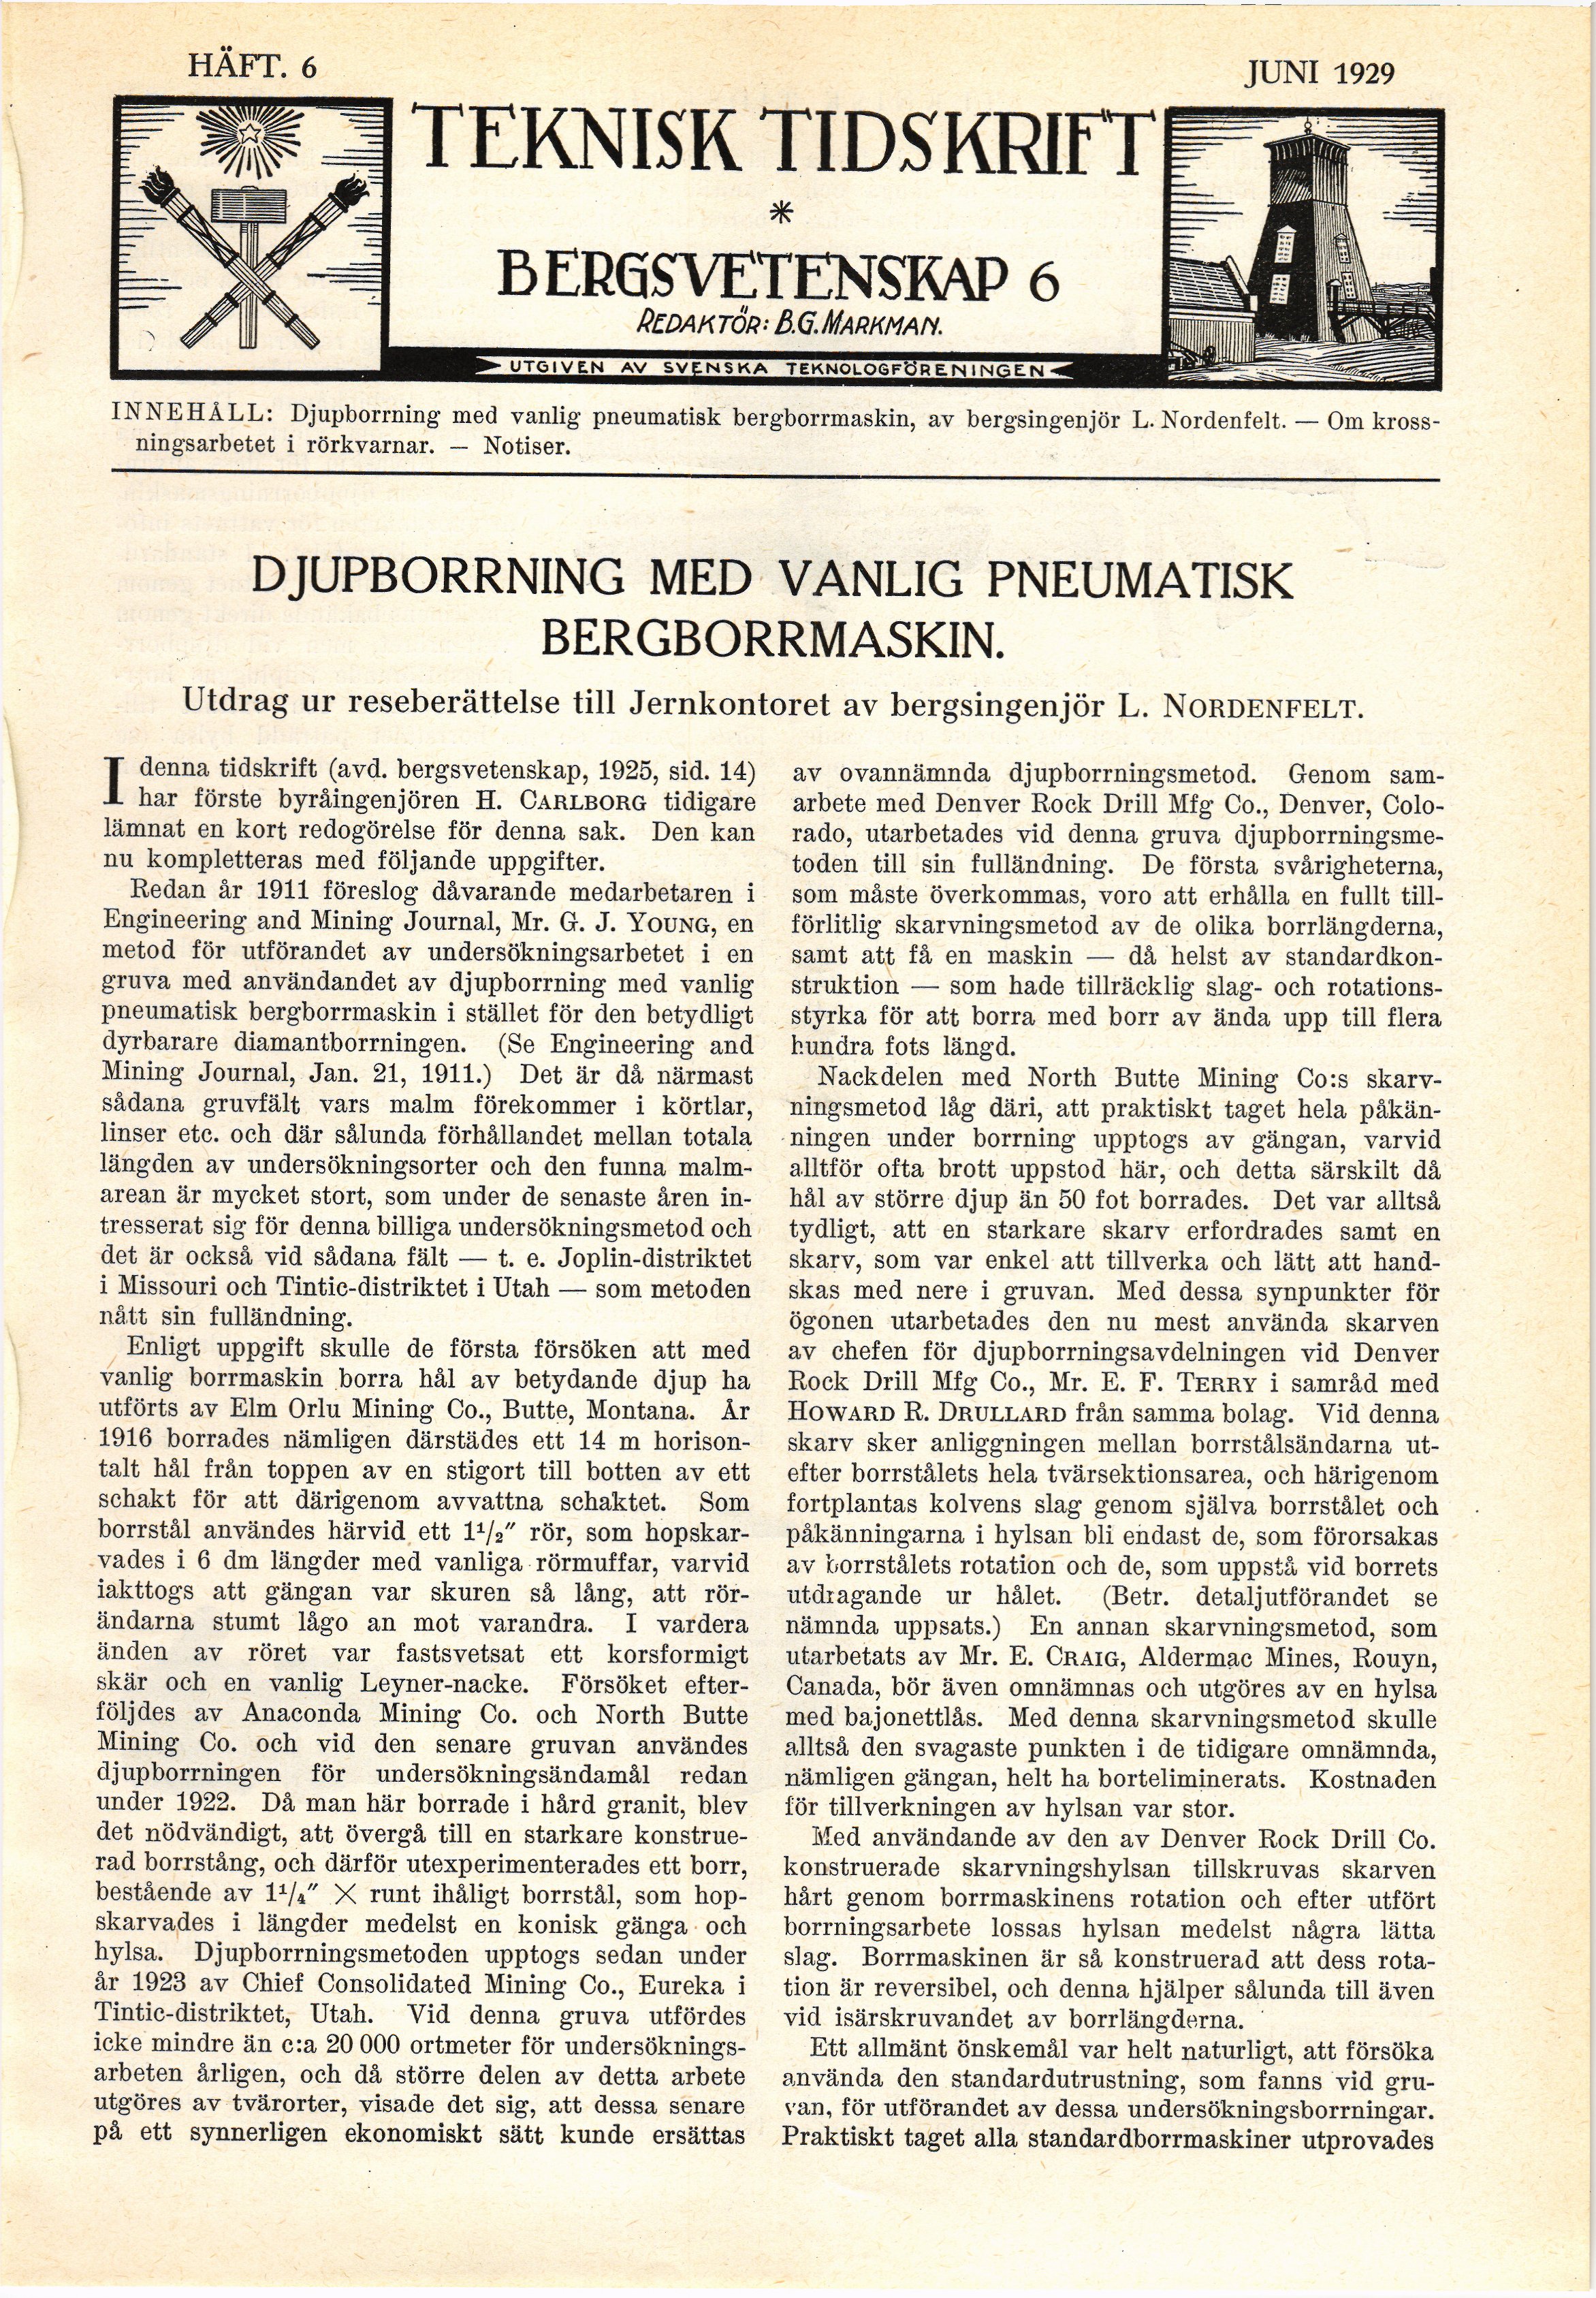 HÄFT. 6
JUNI 1929
TEKNISK TIDSKRIFT
*
BERGSVETENSKAP 6
REDAKTÖR: B.G. MARKMAN.
UTGIVEN AV SVENSKA TEKNOLOGFÖRENINGEN
INNEHÅLL: Djupborrning med vanlig pneumatisk bergborrmaskin, av bergsingenjör L. Nordenfelt. — Om kross-
ningsarbetet i rörkvarnar. — Notiser.
DJUPBORRNING MED VANLIG PNEUMATISK
BERGBORRMASKIN.
Utdrag ur reseberättelse till Jernkontoret av bergsingenjör L. NORDENFELT.
I denna tidskrift (avd. bergsvetenskap, 1925, sid. 14)
har förste byråingenjören H. CARLBORG tidigare
lämnat en kort redogörelse för denna sak. Den kan
nu kompletteras med följande uppgifter.
Redan år 1911 föreslog dåvarande medarbetaren i
Engineering and Mining Journal, Mr. G. J. YOUNG, en
metod för utförandet av undersökningsarbetet i en
gruva med användandet av djupborrning med vanlig
pneumatisk bergborrmaskin i stället för den betydligt
dyrbarare diamantborrningen. (Se Engineering and
Mining Journal, Jan. 21, 1911.) Det är då närmast
sådana gruvfält vars malm förekommer i körtlar,
linser etc. och där sålunda förhållandet mellan totala
längden av undersökningsorter och den funna malm-
arean är mycket stort, som under de senaste åren in-
tresserat sig för denna billiga undersökningsmetod och
det är också vid sådana fält — t. e. Joplin-distriktet
i Missouri och Tintic-distriktet i Utah — som metoden
nått sin fulländning.
Enligt uppgift skulle de första försöken att med
vanlig borrmaskin borra hål av betydande djup ha
utförts av Elm Orlu Mining Co., Butte, Montana. År
1916 borrades nämligen därstädes ett 14 m horison-
talt hål från toppen av en stigort till botten av ett
schakt för att därigenom avvattna schaktet. Som
borrstål användes härvid ett 1¹/₂″ rör, som hopskar-
vades i 6 dm längder med vanliga rörmuffar, varvid
iakttogs att gängan var skuren så lång, att rör-
ändarna stumt lågo an mot varandra. I vardera
änden av röret var fastsvetsat ett korsformigt
skär och en vanlig Leyner-nacke. Försöket efter-
följdes av Anaconda Mining Co. och North Butte
Mining Co. och vid den senare gruvan användes
djupborrningen för undersökningsändamål redan
under 1922. Då man här borrade i hård granit, blev
det nödvändigt, att övergå till en starkare konstrue-
rad borrstång, och därför utexperimenterades ett borr,
bestående av 1¹/₄″ × runt ihåligt borrstål, som hop-
skarvades i längder medelst en konisk gänga och
hylsa. Djupborrningsmetoden upptogs sedan under
år 1923 av Chief Consolidated Mining Co., Eureka i
Tintic-distriktet, Utah. Vid denna gruva utfördes
icke mindre än c:a 20 000 ortmeter för undersöknings-
arbeten årligen, och då större delen av detta arbete
utgöres av tvärorter, visade det sig, att dessa senare
på ett synnerligen ekonomiskt sätt kunde ersättas
av ovannämnda djupborrningsmetod. Genom sam-
arbete med Denver Rock Drill Mfg Co., Denver, Colo-
rado, utarbetades vid denna gruva djupborrningsme-
toden till sin fulländning. De första svårigheterna,
som måste överkommas, voro att erhålla en fullt till-
förlitlig skarvningsmetod av de olika borrlängderna,
samt att få en maskin — då helst av standardkon-
struktion — som hade tillräcklig slag- och rotations-
styrka för att borra med borr av ända upp till flera
hundra fots längd.
Nackdelen med North Butte Mining Co:s skarv-
ningsmetod låg däri, att praktiskt taget hela påkän-
ningen under borrning upptogs av gängan, varvid
alltför ofta brott uppstod här, och detta särskilt då
hål av större djup än 50 fot borrades. Det var alltså
tydligt, att en starkare skarv erfordrades samt en
skarv, som var enkel att tillverka och lätt att hand-
skas med nere i gruvan. Med dessa synpunkter för
ögonen utarbetades den nu mest använda skarven
av chefen för djupborrningsavdelningen vid Denver
Rock Drill Mfg Co., Mr. E. F. TERRY i samråd med
HOWARD R. DRULLARD från samma bolag. Vid denna
skarv sker anliggningen mellan borrstålsändarna ut-
efter borrstålets hela tvärsektionsarea, och härigenom
fortplantas kolvens slag genom själva borrstålet och
påkänningarna i hylsan bli endast de, som förorsakas
av borrstålets rotation och de, som uppstå vid borrets
utdragande ur hålet. (Betr. detaljutförandet se
nämnda uppsats.) En annan skarvningsmetod, som
utarbetats av Mr. E. CRAIG, Aldermac Mines, Rouyn,
Canada, bör även omnämnas och utgöres av en hylsa
med bajonettlås. Med denna skarvningsmetod skulle
alltså den svagaste punkten i de tidigare omnämnda,
nämligen gängan, helt ha borteliminerats. Kostnaden
för tillverkningen av hylsan var stor.
Med användande av den av Denver Rock Drill Co.
konstruerade skarvningshylsan tillskruvas skarven
hårt genom borrmaskinens rotation och efter utfört
borrningsarbete lossas hylsan medelst några lätta
slag. Borrmaskinen är så konstruerad att dess rota-
tion är reversibel, och denna hjälper sålunda till även
vid isärskruvandet av borrlängderna.
Ett allmänt önskemål var helt naturligt, att försöka
använda den standardutrustning, som fanns vid gru-
van, för utförandet av dessa undersökningsborrningar.
Praktiskt taget alla standardborrmaskiner utprovades